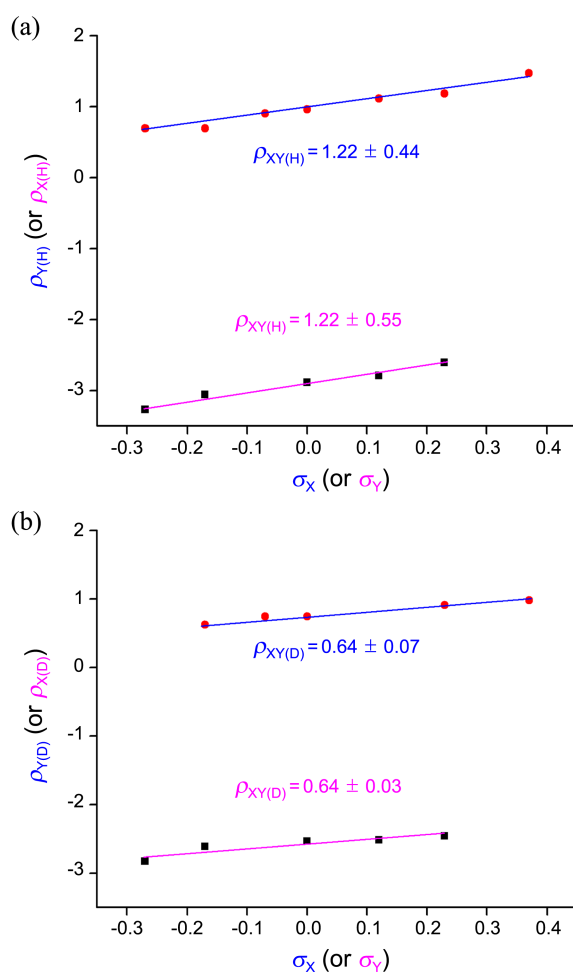 (a)
2
1
0
-1
-2
-3
ρY(H) (or ρX(H))
ρXY(H) = 1.22 ± 0.44
ρXY(H) = 1.22 ± 0.55
-0.3 -0.2 -0.1 0.0 0.1 0.2 0.3 0.4
σX (or σY)
(b)
2
1
0
-1
-2
-3
ρY(D) (or ρX(D))
ρXY(D) = 0.64 ± 0.07
ρXY(D) = 0.64 ± 0.03
-0.3 -0.2 -0.1 0.0 0.1 0.2 0.3 0.4
σX (or σY)